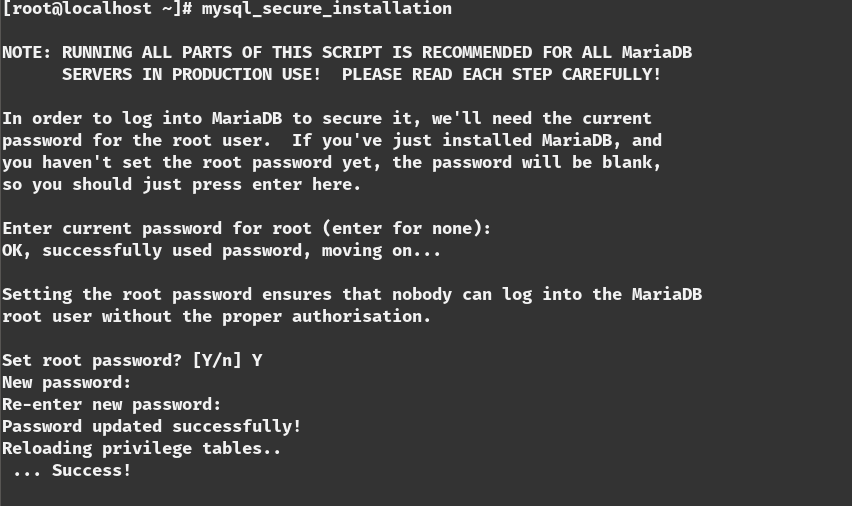 [root@localhost ~]# mysql_secure_installation
NOTE: RUNNING ALL PARTS OF THIS SCRIPT IS RECOMMENDED FOR ALL MariaDB
      SERVERS IN PRODUCTION USE!  PLEASE READ EACH STEP CAREFULLY!
In order to log into MariaDB to secure it, we'll need the current
password for the root user.  If you've just installed MariaDB, and
you haven't set the root password yet, the password will be blank,
so you should just press enter here.
Enter current password for root (enter for none):
OK, successfully used password, moving on...
Setting the root password ensures that nobody can log into the MariaDB
root user without the proper authorisation.
Set root password? [Y/n] Y
New password:
Re-enter new password:
Password updated successfully!
Reloading privilege tables..
 ... Success!